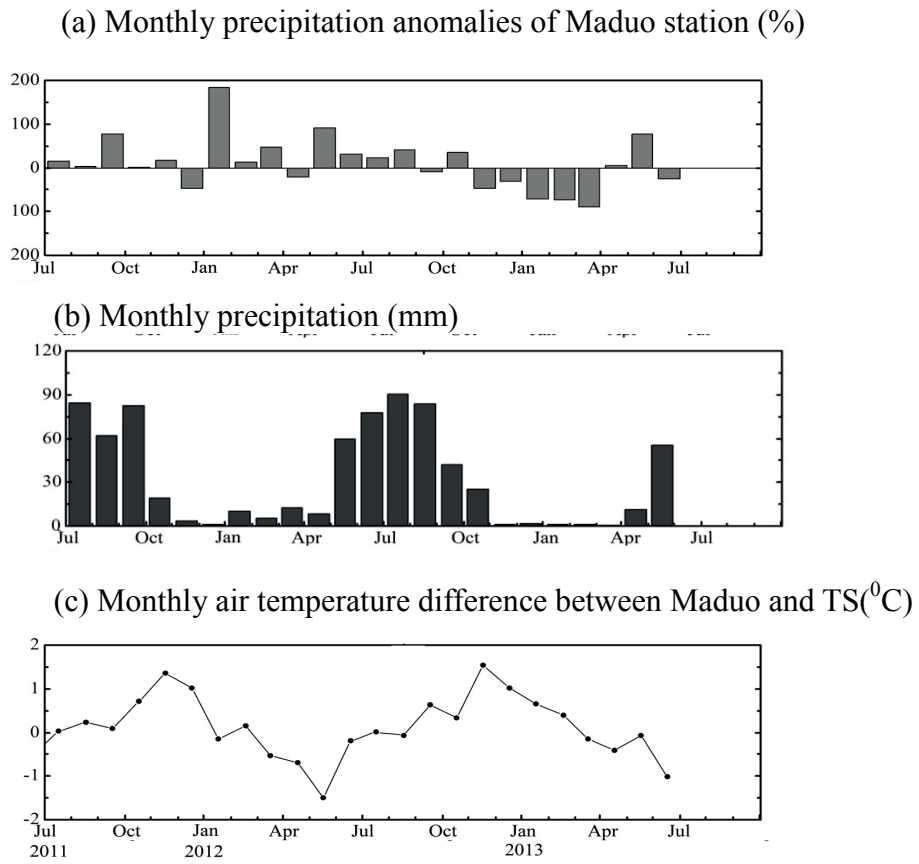 (a) Monthly precipitation anomalies of Maduo station (%)
200
100
0
100
200
Jul Oct Jan Apr Jul Oct Jan Apr Jul
(b) Monthly precipitation (mm)
120
90
60
30
0
Jul Oct Jan Apr Jul Oct Jan Apr Jul
(c) Monthly air temperature difference between Maduo and TS(⁰C)
2
1
0
-1
-2
Jul Oct Jan Apr Jul Oct Jan Apr Jul
2011 2012 2013